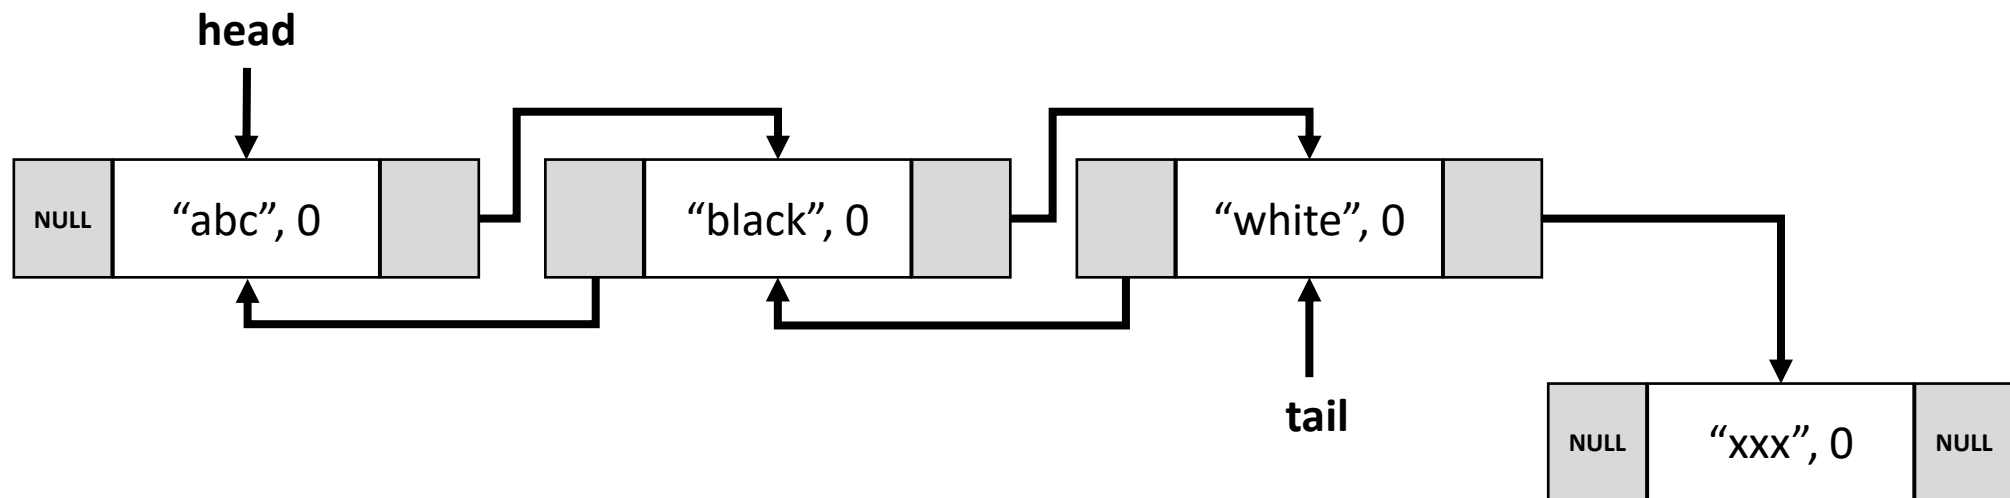 head
NULL
“abc”, 0
“black”, 0
“white”, 0
tail
NULL
“xxx”, 0
NULL